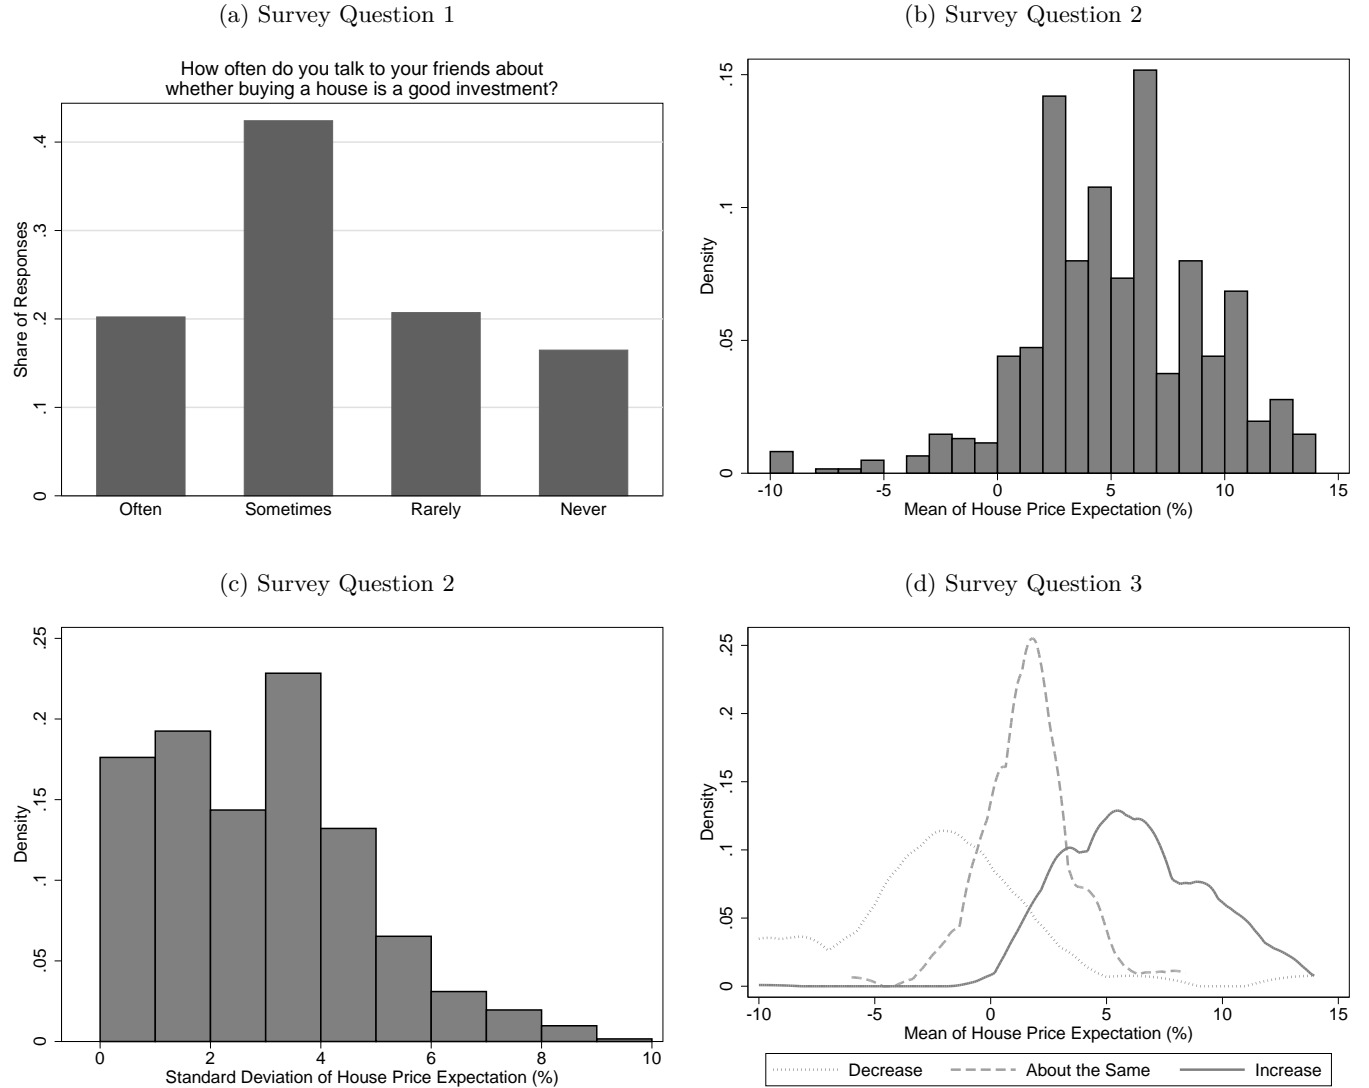 (a) Survey Question 1
How often do you talk to your friends about
whether buying a house is a good investment?
Share of Responses
.4
.3
.2
.1
0
Often Sometimes Rarely Never
(b) Survey Question 2
Density
.15
.1
.05
0
-10 -5 0 5 10 15
Mean of House Price Expectation (%)
(c) Survey Question 2
Density
.25
.2
.15
.1
.05
0
0 2 4 6 8 10
Standard Deviation of House Price Expectation (%)
(d) Survey Question 3
Density
.25
.2
.15
.1
.05
0
-10 -5 0 5 10 15
Mean of House Price Expectation (%)
Decrease About the Same Increase